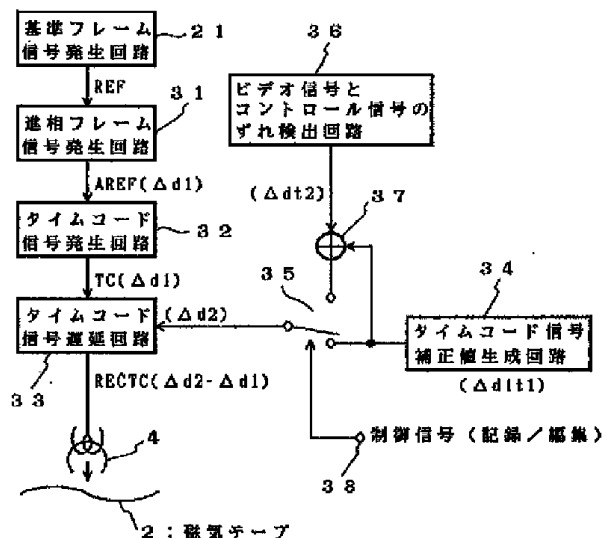 基準フレーム
信号発生回路
21
REF
進相フレーム
信号発生回路
31
AREF(Δd1)
タイムコード
信号発生回路
32
TC(Δd1)
タイムコード
信号遅延回路
33
(Δd2)
RECTC(Δd2-Δd1)
4
2:磁気テープ
36
ビデオ信号と
コントロール信号の
ずれ検出回路
(Δdt2)
37
35
34
タイムコード信号
補正値生成回路
(Δd1t1)
制御信号(記録/編集)
38